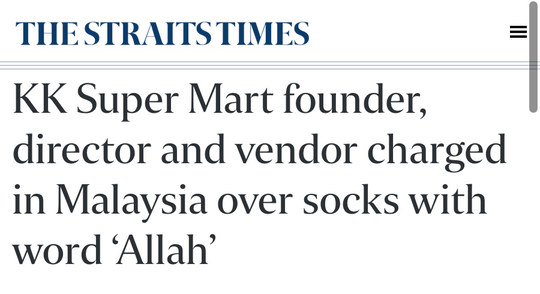 THE STRAITS TIMES
KK Super Mart founder,
director and vendor charged
in Malaysia over socks with
word ‘Allah’